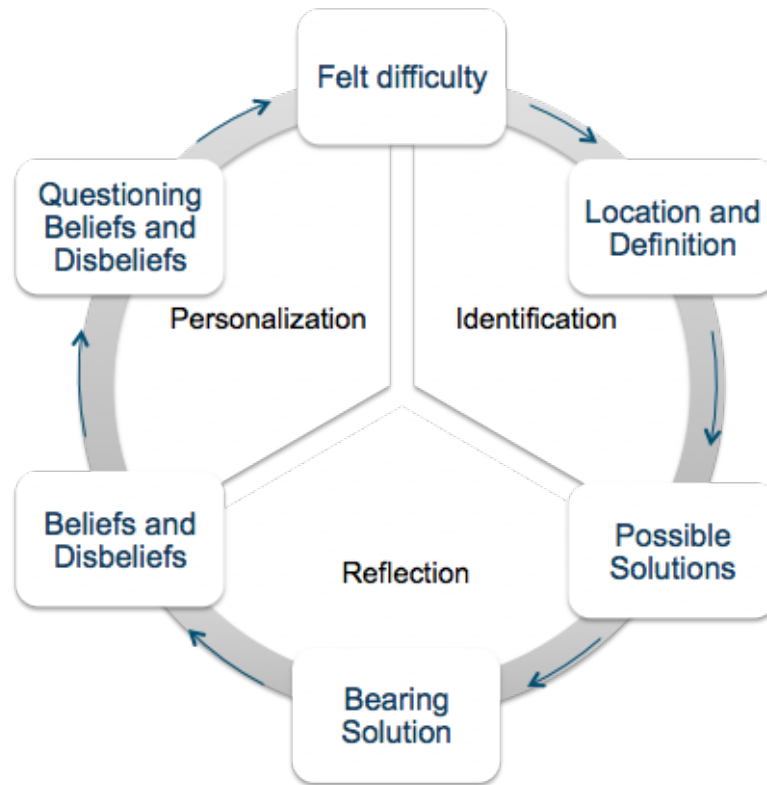 Felt difficulty
Location and
Definition
Possible
Solutions
Bearing
Solution
Beliefs and
Disbeliefs
Questioning
Beliefs and
Disbeliefs
Personalization
Identification
Reflection